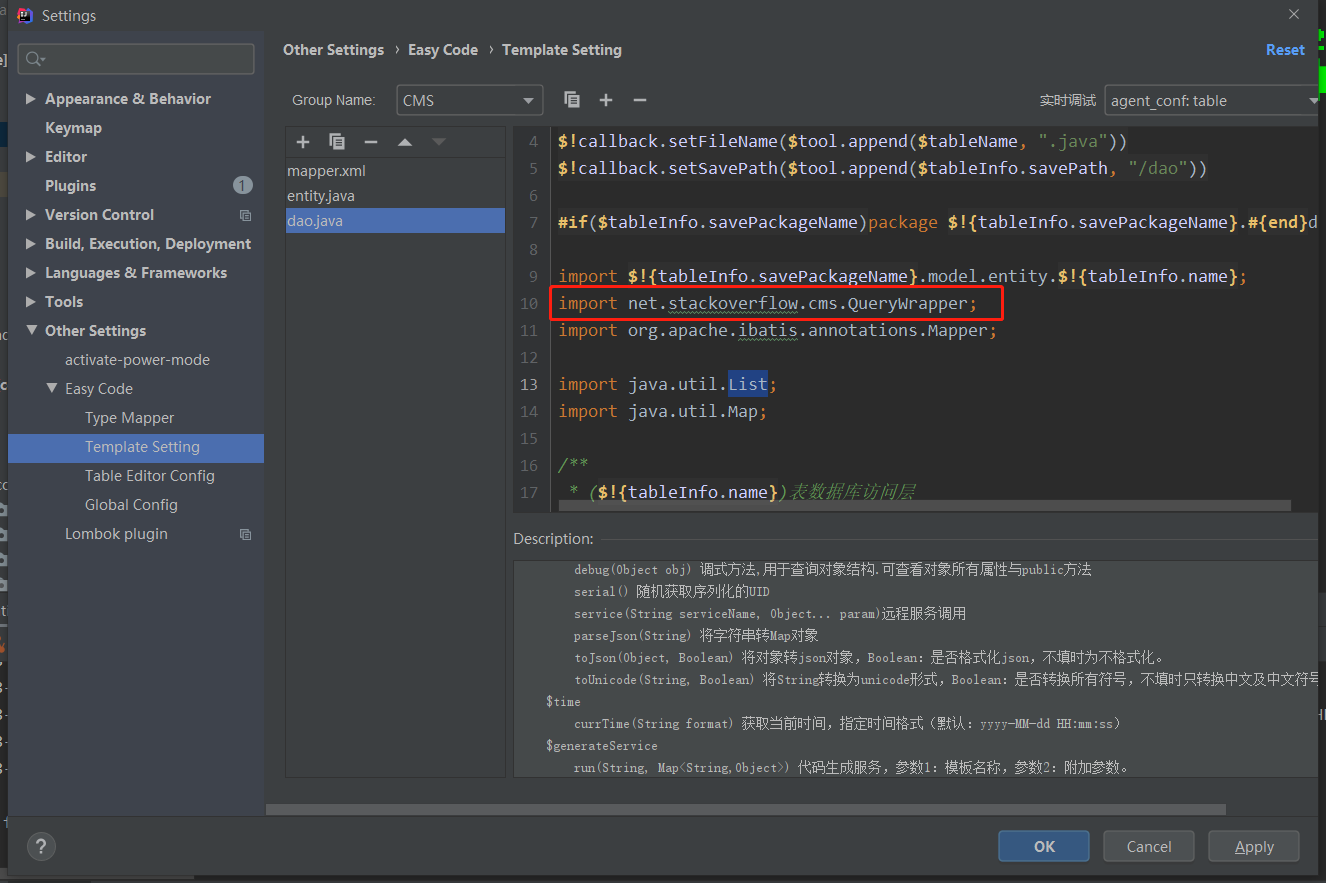 Settings
Other Settings › Easy Code › Template Setting
Reset
Appearance & Behavior
Keymap
Editor
Plugins 1
Version Control
Build, Execution, Deployment
Languages & Frameworks
Tools
Other Settings
activate-power-mode
Easy Code
Type Mapper
Template Setting
Table Editor Config
Global Config
Lombok plugin
Group Name: CMS
实时调试 agent_conf: table
mapper.xml
entity.java
dao.java
4 $!callback.setFileName($tool.append($tableName, ".java"))
5 $!callback.setSavePath($tool.append($tableInfo.savePath, "/dao"))
6
7 #if($tableInfo.savePackageName)package $!{tableInfo.savePackageName}.#{end}d
8
9 import $!{tableInfo.savePackageName}.model.entity.$!{tableInfo.name};
10 import net.stackoverflow.cms.QueryWrapper;
11 import org.apache.ibatis.annotations.Mapper;
12
13 import java.util.List;
14 import java.util.Map;
15
16 /**
17 * ($!{tableInfo.name})表数据库访问层
Description:
debug(Object obj) 调式方法,用于查询对象结构.可查看对象所有属性与public方法
serial() 随机获取序列化的UID
service(String serviceName, Object... param)远程服务调用
parseJson(String) 将字符串转Map对象
toJson(Object, Boolean) 将对象转json对象，Boolean：是否格式化json，不填时为不格式化。
toUnicode(String, Boolean) 将String转换为unicode形式，Boolean：是否转换所有符号，不填时只转换中文及中文符号
$time
currTime(String format) 获取当前时间，指定时间格式（默认：yyyy-MM-dd HH:mm:ss）
$generateService
run(String, Map<String,Object>) 代码生成服务，参数1：模板名称，参数2：附加参数。
?
OK
Cancel
Apply